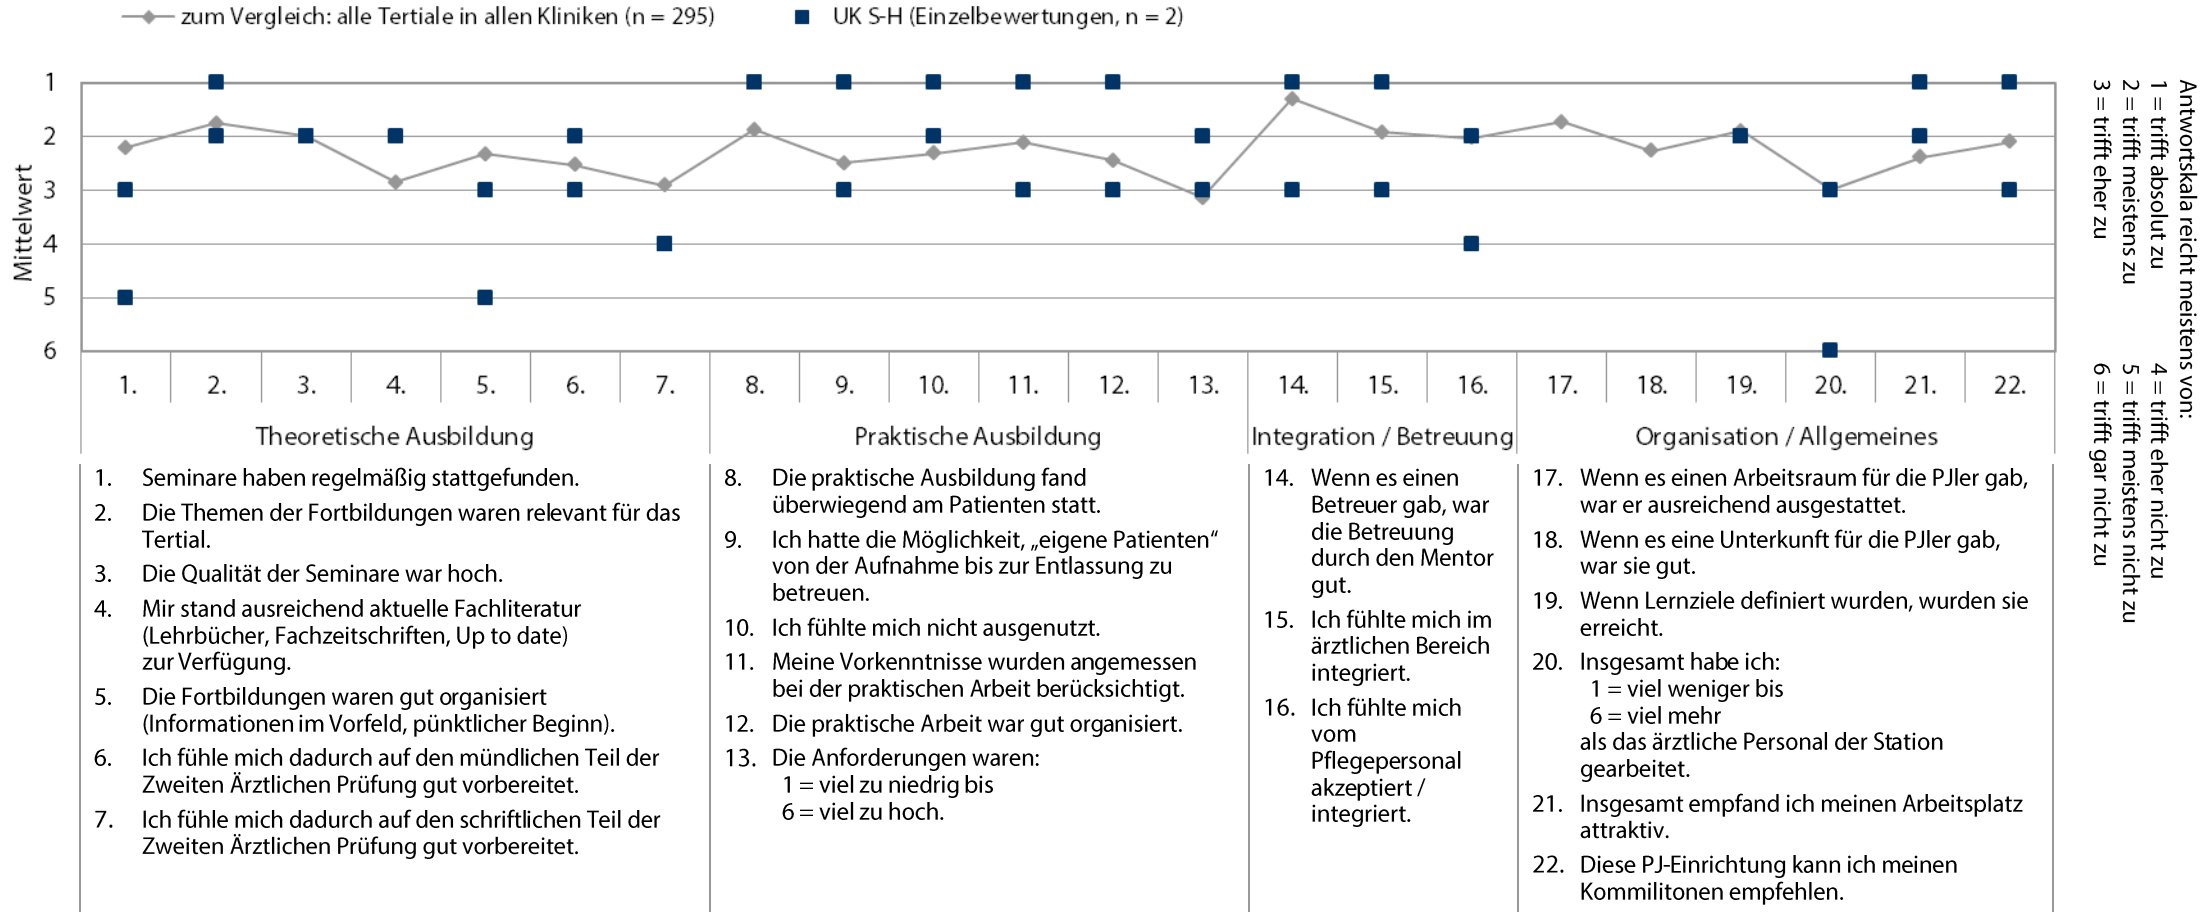 zum Vergleich: alle Tertiale in allen Kliniken (n = 295)
UK S-H (Einzelbewertungen, n = 2)
Mittelwert
1
2
3
4
5
6
1. 2. 3. 4. 5. 6. 7. 8. 9. 10. 11. 12. 13. 14. 15. 16. 17. 18. 19. 20. 21. 22.
Theoretische Ausbildung
Praktische Ausbildung
Integration / Betreuung
Organisation / Allgemeines
1. Seminare haben regelmäßig stattgefunden.
2. Die Themen der Fortbildungen waren relevant für das
Tertial.
3. Die Qualität der Seminare war hoch.
4. Mir stand ausreichend aktuelle Fachliteratur
(Lehrbücher, Fachzeitschriften, Up to date)
zur Verfügung.
5. Die Fortbildungen waren gut organisiert
(Informationen im Vorfeld, pünktlicher Beginn).
6. Ich fühle mich dadurch auf den mündlichen Teil der
Zweiten Ärztlichen Prüfung gut vorbereitet.
7. Ich fühle mich dadurch auf den schriftlichen Teil der
Zweiten Ärztlichen Prüfung gut vorbereitet.
8. Die praktische Ausbildung fand
überwiegend am Patienten statt.
9. Ich hatte die Möglichkeit, „eigene Patienten“
von der Aufnahme bis zur Entlassung zu
betreuen.
10. Ich fühlte mich nicht ausgenutzt.
11. Meine Vorkenntnisse wurden angemessen
bei der praktischen Arbeit berücksichtigt.
12. Die praktische Arbeit war gut organisiert.
13. Die Anforderungen waren:
1 = viel zu niedrig bis
6 = viel zu hoch.
14. Wenn es einen
Betreuer gab, war
die Betreuung
durch den Mentor
gut.
15. Ich fühlte mich im
ärztlichen Bereich
integriert.
16. Ich fühlte mich
vom
Pflegepersonal
akzeptiert /
integriert.
17. Wenn es einen Arbeitsraum für die PJler gab,
war er ausreichend ausgestattet.
18. Wenn es eine Unterkunft für die PJler gab,
war sie gut.
19. Wenn Lernziele definiert wurden, wurden sie
erreicht.
20. Insgesamt habe ich:
1 = viel weniger bis
6 = viel mehr
als das ärztliche Personal der Station
gearbeitet.
21. Insgesamt empfand ich meinen Arbeitsplatz
attraktiv.
22. Diese PJ-Einrichtung kann ich meinen
Kommilitonen empfehlen.
Antwortskala reicht meistens von:
1 = trifft absolut zu 4 = trifft eher nicht zu
2 = trifft meistens zu 5 = trifft meistens nicht zu
3 = trifft eher zu 6 = trifft gar nicht zu